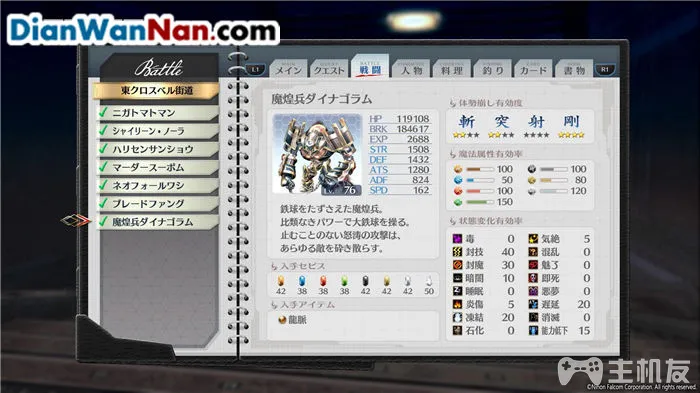 DianWanNan.com
Battle
東クロスベル街道
ニガトマトマン
シャイリーン・ノーラ
ハリセンサンショウ
マーダースーポム
ネオフォールワシ
ブレードファング
魔煌兵ダイナゴラム
L1
メイン
クエスト
BATTLE
戦闘
人物
料理
釣り
カード
書物
R1
魔煌兵ダイナゴラム
HP 119108
BRK 184617
EXP 2688
STR 1508
DEF 1432
ATS 1280
ADF 824
SPD 162
Lv. 76
鉄球をたずさえた魔煌兵。
比類なきパワーで大鉄球を操る。
止むことのない怒涛の攻撃は、
あらゆる敵を砕き散らす。
入手セピス
42 38 38 38 42 42 42 50
入手アイテム
龍脈
体勢崩し有効度
斬 突 射 剛
魔法属性有効率
100 100
50 120
100 80
150
状態変化有効率
毒 0 気絶 5
封技 40 混乱 0
封魔 30 魅了 0
暗闇 10 即死 0
睡眠 0 悪夢 0
炎傷 5 遅延 20
凍結 20 消滅 0
石化 0 能力低下 15
主机友
©Nihon Falcom Corporation. All rights reserved.